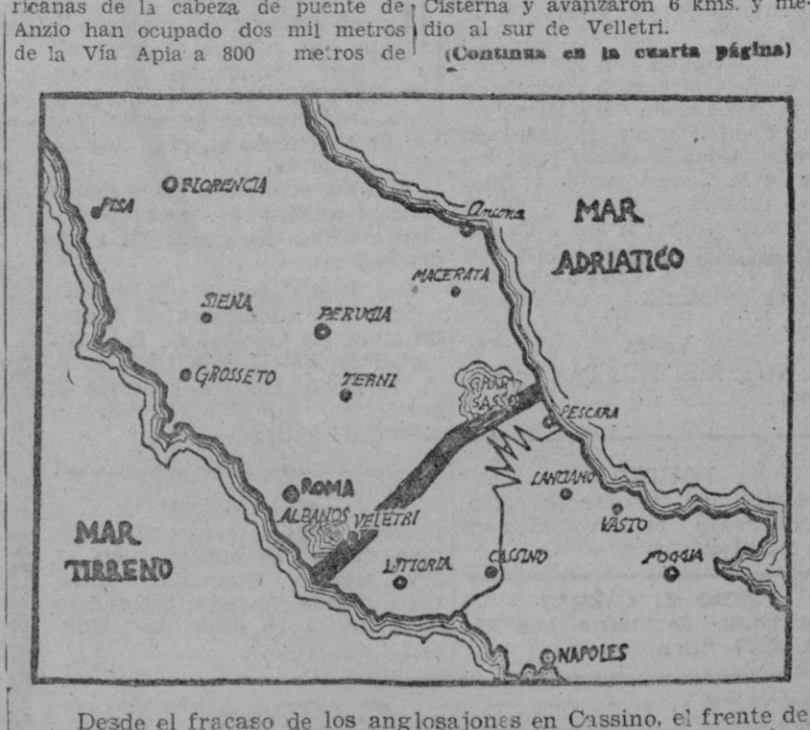 ricanas de la cabeza de puente de
Anzio han ocupado dos mil metros
de la Vía Apia a 800 metros de
Cisterna y avanzaron 6 kms. y me-
dio al sur de Velletri.
(Continua en la cuarta página)
FLORENCIA
PISA
Ancona
MAR
ADRIATICO
MACERATA
SIENA
PERUGIA
GROSSETO
TERNI
GRAN
SASSO
PESCARA
LANCIANO
ROMA
ALBANOS
VELETRI
VASTO
MAR
TIRRENO
LITTORIA
CASSINO
FOGGIA
NAPOLES
Desde el fracaso de los anglosajones en Cassino, el frente de